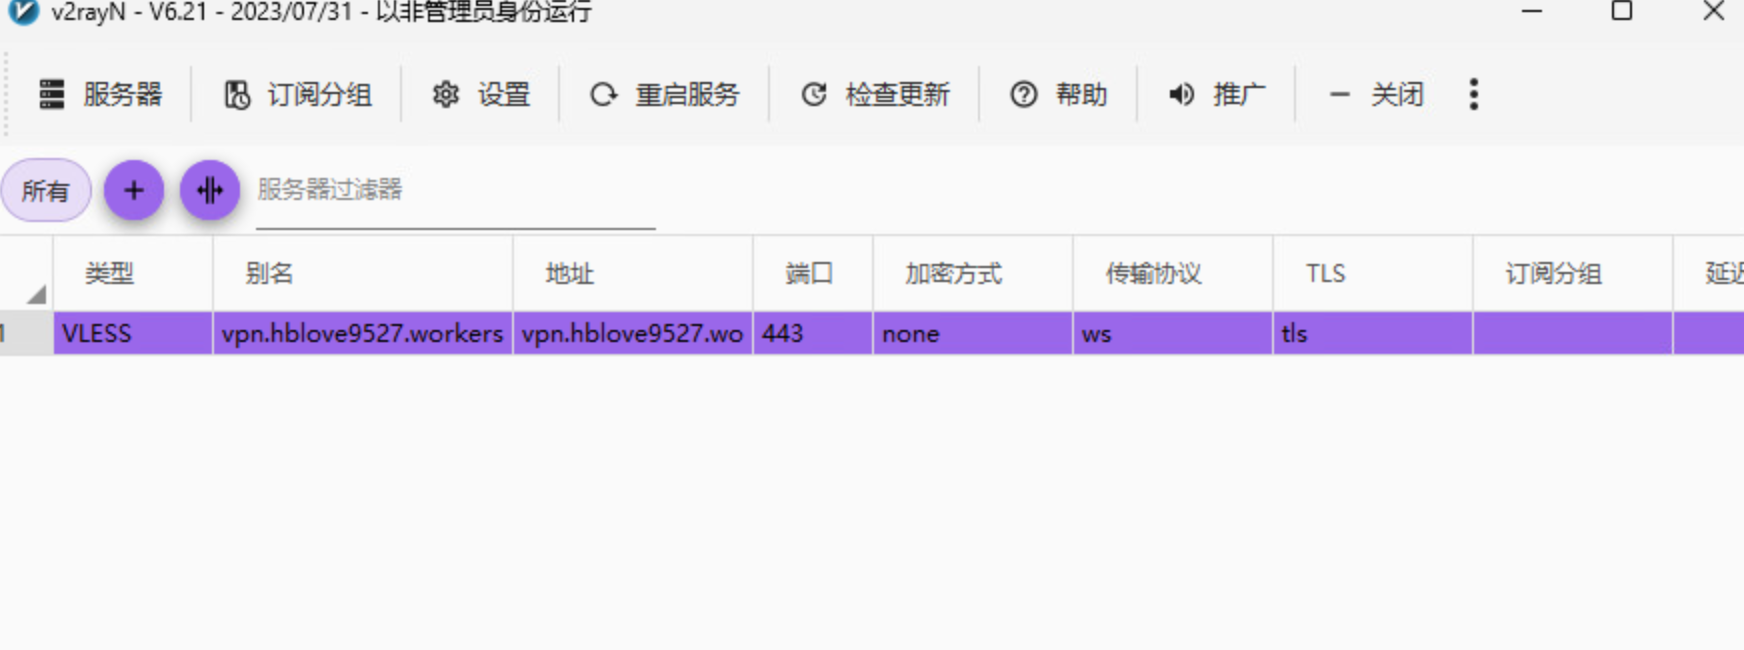 v2rayN - V6.21 - 2023/07/31 - 以非管理员身份运行
服务器 订阅分组 设置 重启服务 检查更新 帮助 推广 关闭
所有 服务器过滤器
类型 别名 地址 端口 加密方式 传输协议 TLS 订阅分组 延迟
1 VLESS vpn.hblove9527.workers vpn.hblove9527.wo 443 none ws tls